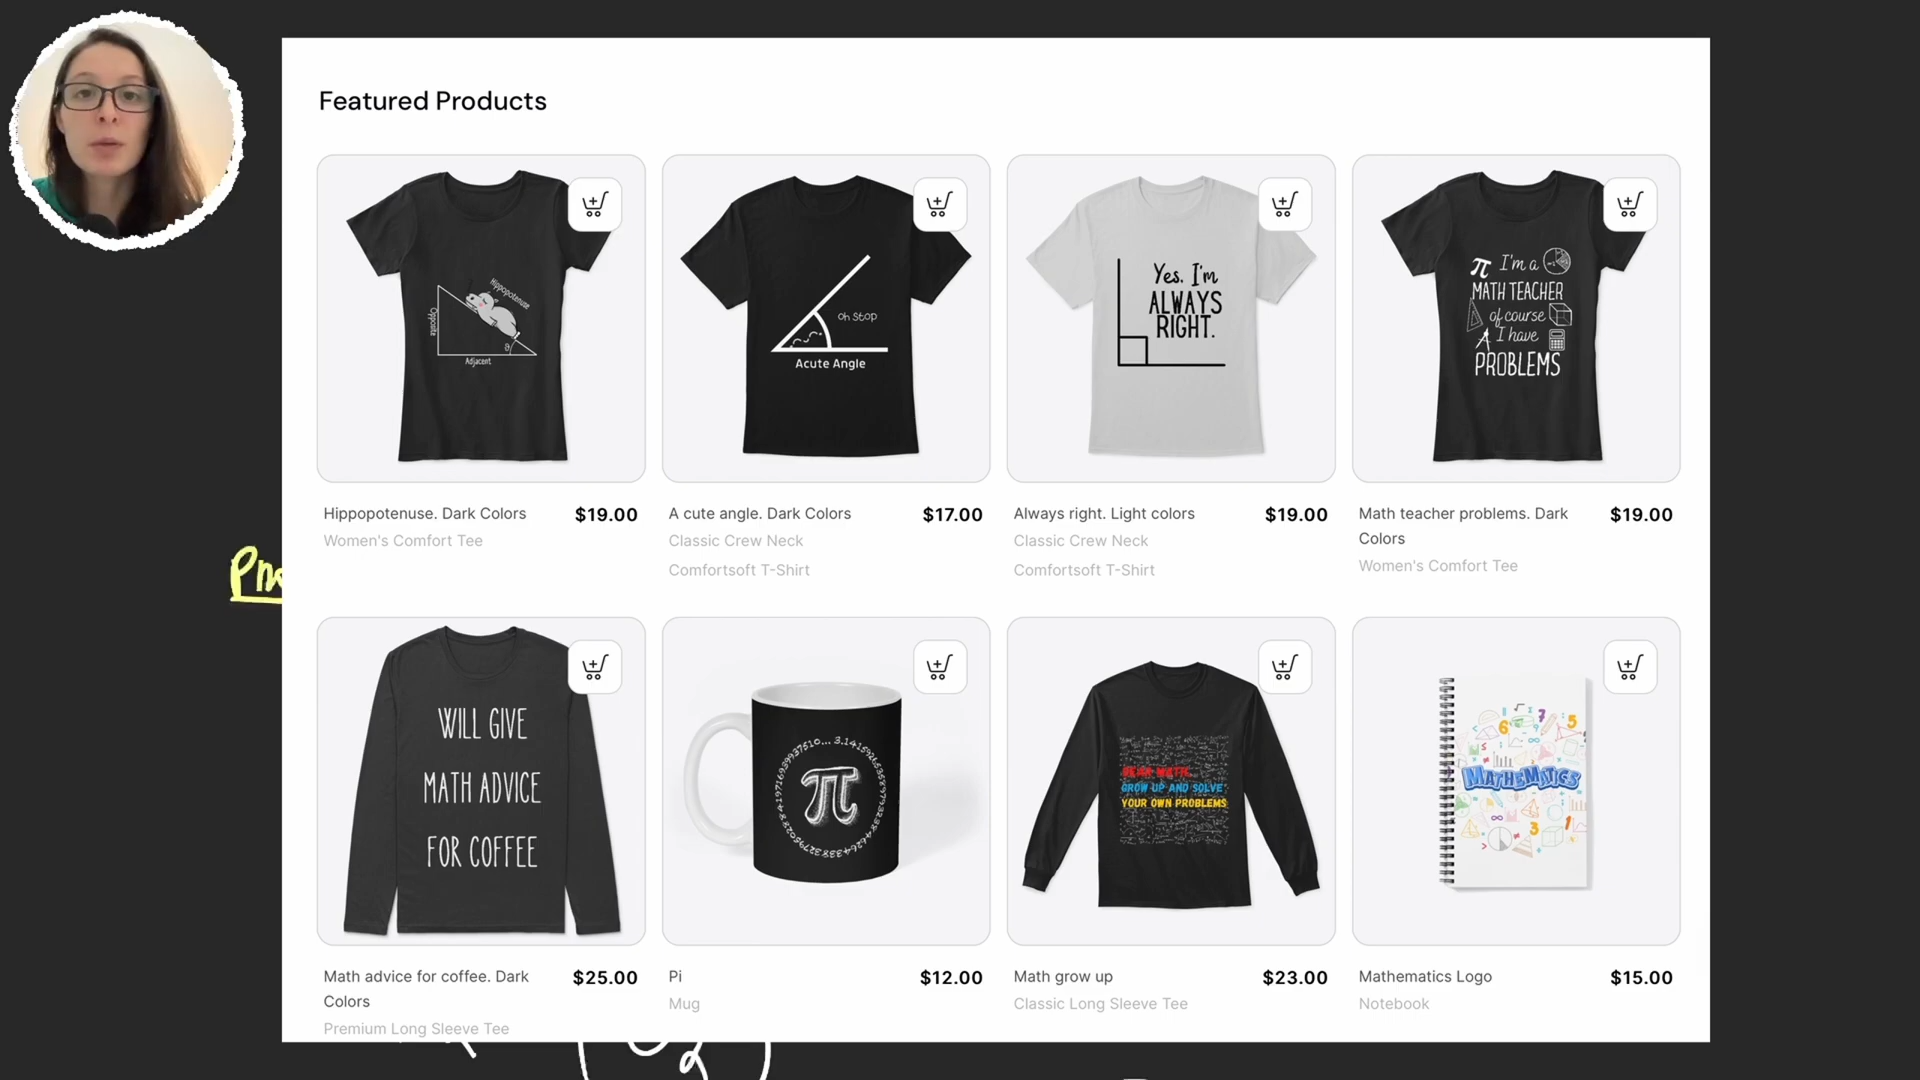 Featured Products
Hippopotenuse
Opposite
Adjacent
oh stop
Acute Angle
Yes. I'm
ALWAYS
RIGHT.
π I'm a
MATH TEACHER
of course
I have
PROBLEMS
Hippopotenuse. Dark Colors $19.00
Women's Comfort Tee
A cute angle. Dark Colors $17.00
Classic Crew Neck
Comfortsoft T-Shirt
Always right. Light colors $19.00
Classic Crew Neck
Comfortsoft T-Shirt
Math teacher problems. Dark $19.00
Colors
Women's Comfort Tee
WILL GIVE
MATH ADVICE
FOR COFFEE
π
DEAR MATH,
GROW UP AND SOLVE
YOUR OWN PROBLEMS
MATHEMATICS
Math advice for coffee. Dark $25.00
Colors
Premium Long Sleeve Tee
Pi $12.00
Mug
Math grow up $23.00
Classic Long Sleeve Tee
Mathematics Logo $15.00
Notebook